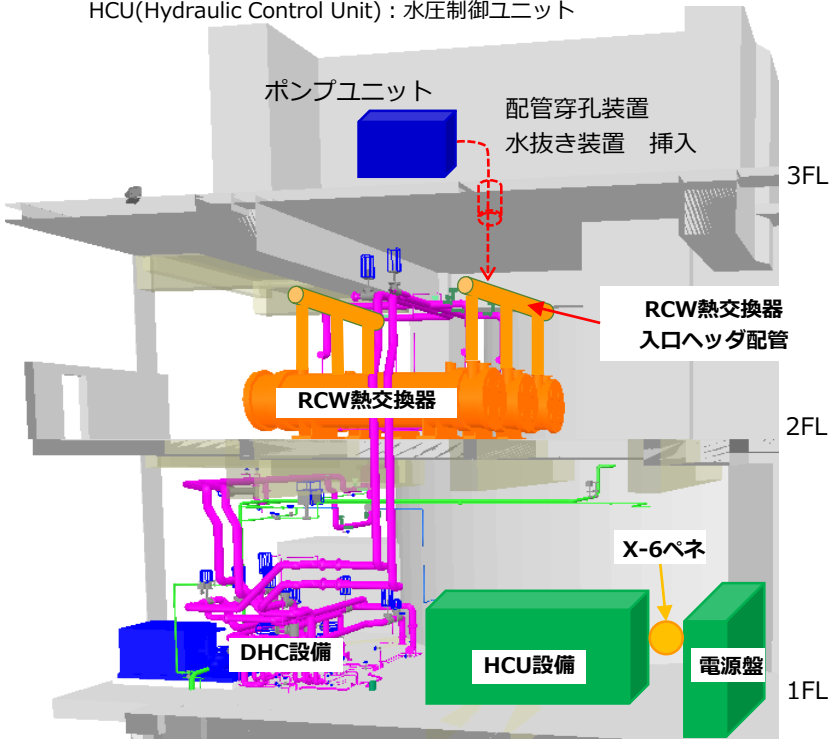 HCU(Hydraulic Control Unit)：水圧制御ユニット
ポンプユニット
配管穿孔装置
水抜き装置　挿入
3FL
RCW熱交換器
入口ヘッダ配管
RCW熱交換器
2FL
X-6ペネ
DHC設備
HCU設備
電源盤
1FL